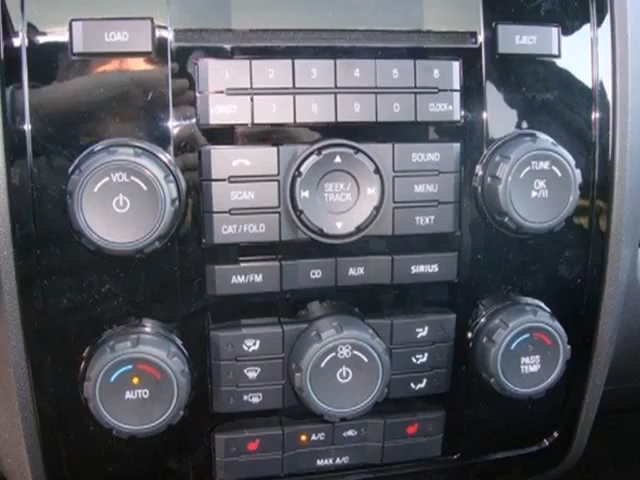 LOAD
EJECT
1 2 3 4 5 6
7 8 9 0 CLOCK
VOL
SOUND
TUNE
OK
SEEK/
TRACK
SCAN
MENU
CAT/FOLD
TEXT
AM/FM CD AUX SIRIUS
AUTO
PASS
TEMP
A/C
MAX A/C